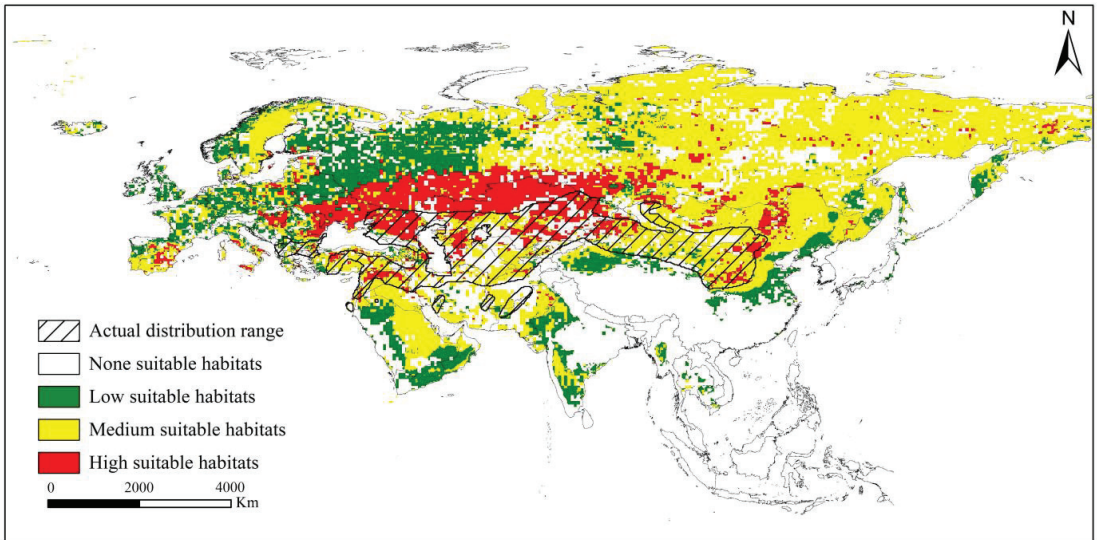 N
Actual distribution range
None suitable habitats
Low suitable habitats
Medium suitable habitats
High suitable habitats
0 2000 4000
Km